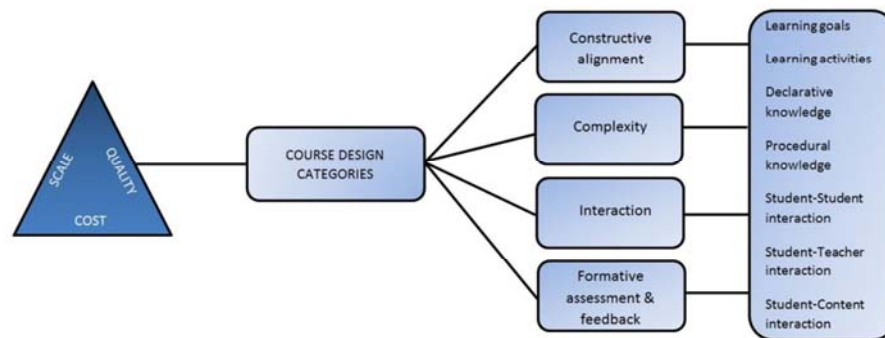 SCALE
QUALITY
COST
COURSE DESIGN
CATEGORIES
Constructive
alignment
Complexity
Interaction
Formative
assessment &
feedback
Learning goals
Learning activities
Declarative
knowledge
Procedural
knowledge
Student-Student
interaction
Student-Teacher
interaction
Student-Content
interaction